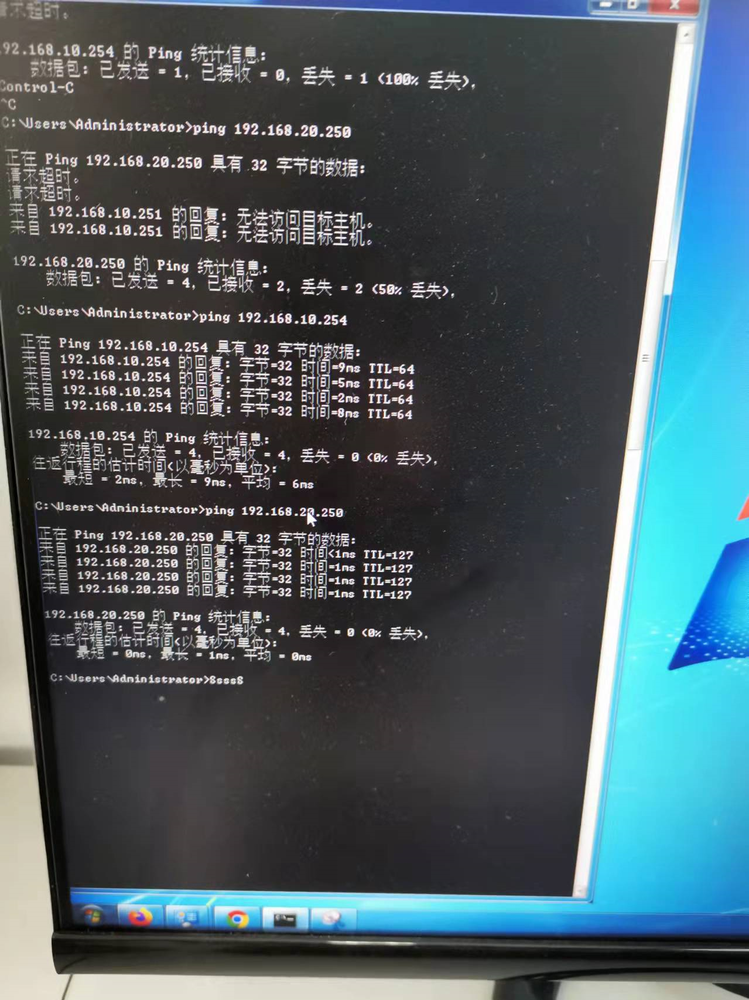 请求超时。
192.168.10.254 的 Ping 统计信息:
数据包: 已发送 = 1, 已接收 = 0, 丢失 = 1 (100% 丢失),
Control-C
^C
C:\Users\Administrator>ping 192.168.20.250
正在 Ping 192.168.20.250 具有 32 字节的数据:
请求超时。
请求超时。
来自 192.168.10.251 的回复: 无法访问目标主机。
来自 192.168.10.251 的回复: 无法访问目标主机。
192.168.20.250 的 Ping 统计信息:
数据包: 已发送 = 4, 已接收 = 2, 丢失 = 2 (50% 丢失),
C:\Users\Administrator>ping 192.168.10.254
正在 Ping 192.168.10.254 具有 32 字节的数据:
来自 192.168.10.254 的回复: 字节=32 时间=9ms TTL=64
来自 192.168.10.254 的回复: 字节=32 时间=5ms TTL=64
来自 192.168.10.254 的回复: 字节=32 时间=2ms TTL=64
来自 192.168.10.254 的回复: 字节=32 时间=8ms TTL=64
192.168.10.254 的 Ping 统计信息:
数据包: 已发送 = 4, 已接收 = 4, 丢失 = 0 (0% 丢失),
往返行程的估计时间(以毫秒为单位):
最短 = 2ms, 最长 = 9ms, 平均 = 6ms
C:\Users\Administrator>ping 192.168.20.250
正在 Ping 192.168.20.250 具有 32 字节的数据:
来自 192.168.20.250 的回复: 字节=32 时间<1ms TTL=127
来自 192.168.20.250 的回复: 字节=32 时间=1ms TTL=127
来自 192.168.20.250 的回复: 字节=32 时间=1ms TTL=127
来自 192.168.20.250 的回复: 字节=32 时间=1ms TTL=127
192.168.20.250 的 Ping 统计信息:
数据包: 已发送 = 4, 已接收 = 4, 丢失 = 0 (0% 丢失),
往返行程的估计时间(以毫秒为单位):
最短 = 0ms, 最长 = 1ms, 平均 = 0ms
C:\Users\Administrator>8sss8